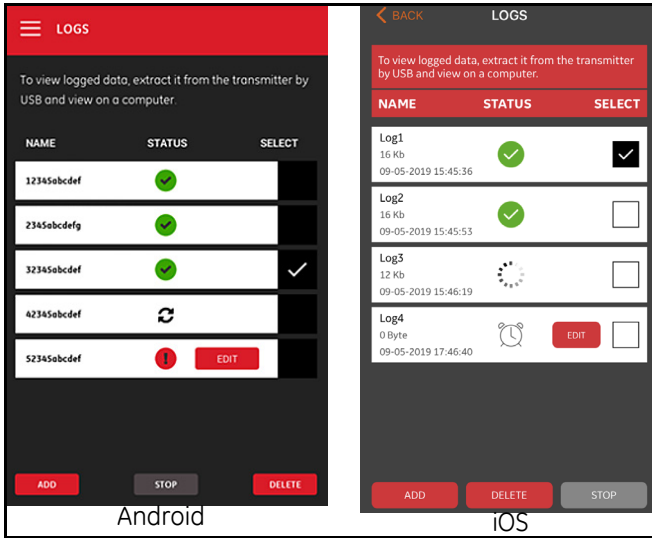 LOGS
To view logged data, extract it from the transmitter by
USB and view on a computer.
NAME STATUS SELECT
12345abcdef
2345abcdefg
32345abcdef
42345abcdef
52345abcdef EDIT
ADD STOP DELETE
Android
BACK LOGS
To view logged data, extract it from the transmitter
by USB and view on a computer.
NAME STATUS SELECT
Log1
16 Kb
09-05-2019 15:45:36
Log2
16 Kb
09-05-2019 15:45:53
Log3
12 Kb
09-05-2019 15:46:19
Log4
0 Byte EDIT
09-05-2019 17:46:40
ADD DELETE STOP
iOS